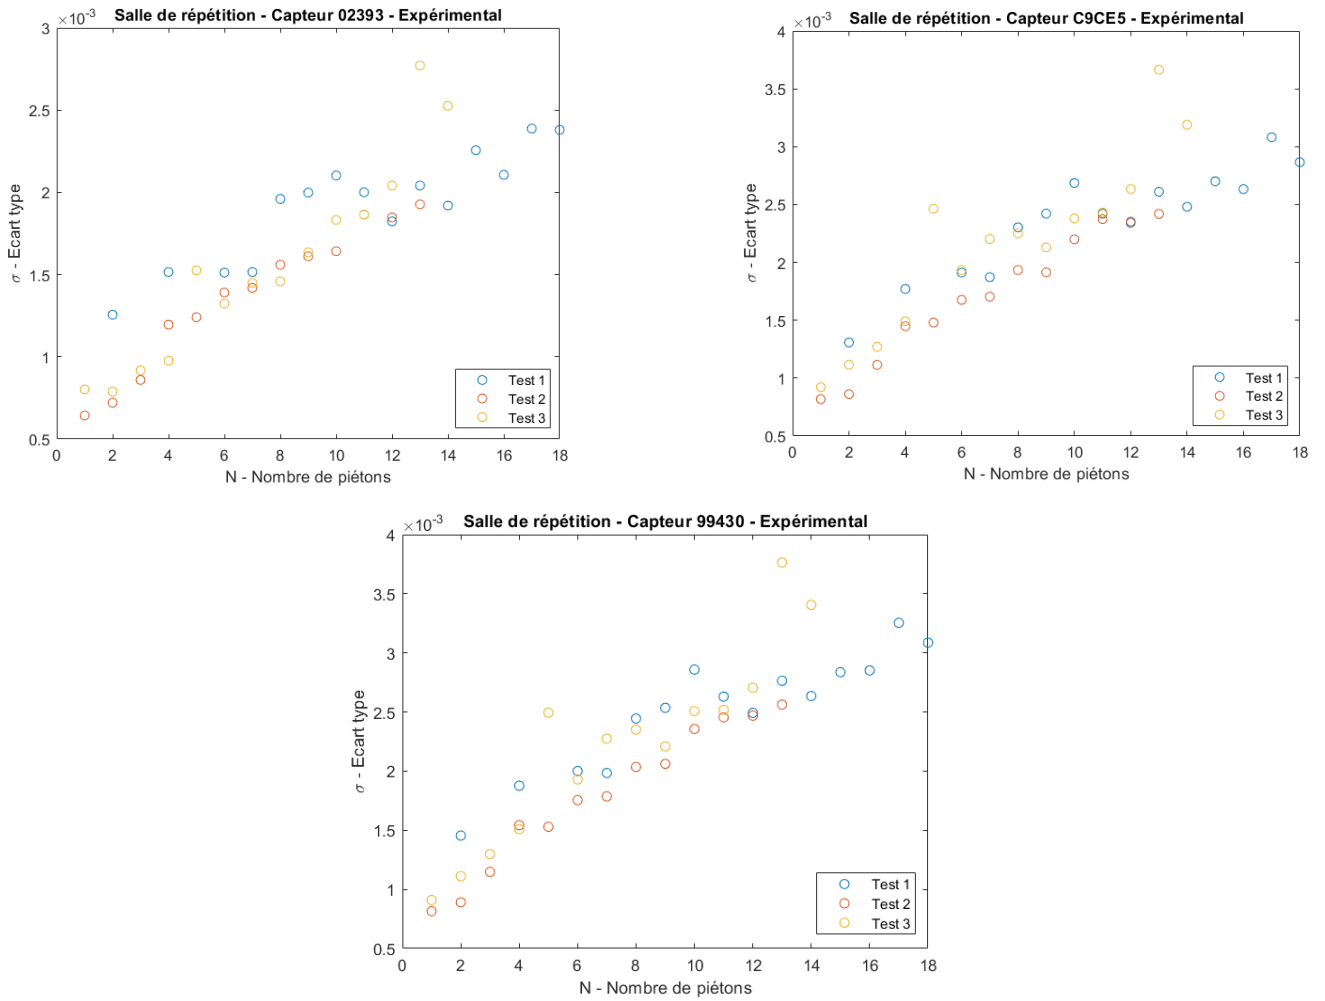 Salle de répétition - Capteur 02393 - Expérimental
×10-3
3
2.5
2
1.5
1
0.5
σ - Ecart type
0 2 4 6 8 10 12 14 16 18
N - Nombre de piétons
Test 1
Test 2
Test 3
Salle de répétition - Capteur C9CE5 - Expérimental
×10-3
4
3.5
3
2.5
2
1.5
1
0.5
σ - Ecart type
0 2 4 6 8 10 12 14 16 18
N - Nombre de piétons
Test 1
Test 2
Test 3
Salle de répétition - Capteur 99430 - Expérimental
×10-3
4
3.5
3
2.5
2
1.5
1
0.5
σ - Ecart type
0 2 4 6 8 10 12 14 16 18
N - Nombre de piétons
Test 1
Test 2
Test 3